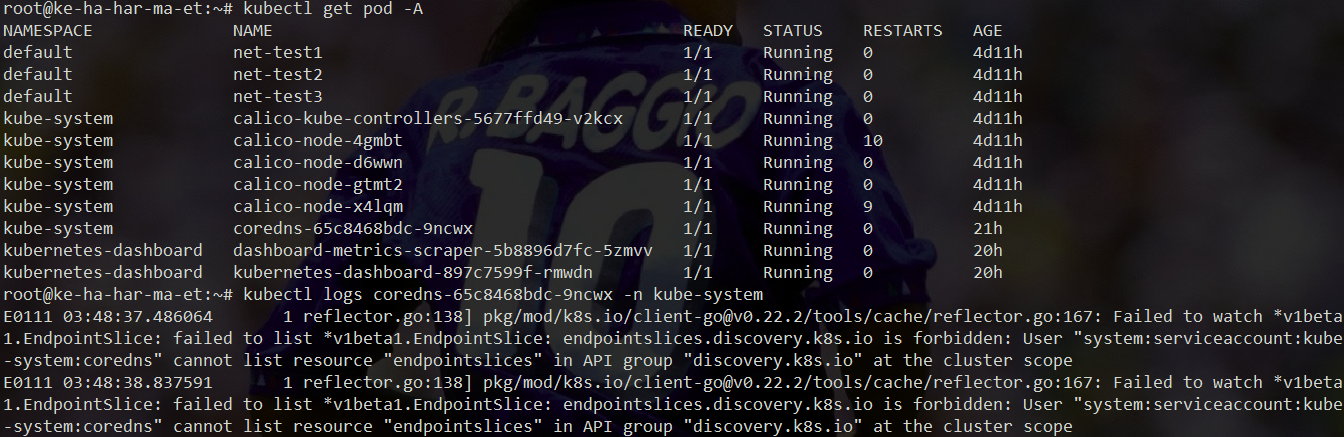 root@ke-ha-har-ma-et:~# kubectl get pod -A
NAMESPACE NAME READY STATUS RESTARTS AGE
default net-test1 1/1 Running 0 4d11h
default net-test2 1/1 Running 0 4d11h
default net-test3 1/1 Running 0 4d11h
kube-system calico-kube-controllers-5677ffd49-v2kcx 1/1 Running 0 4d11h
kube-system calico-node-4gmbt 1/1 Running 10 4d11h
kube-system calico-node-d6wwn 1/1 Running 0 4d11h
kube-system calico-node-gtmt2 1/1 Running 0 4d11h
kube-system calico-node-x4lqm 1/1 Running 9 4d11h
kube-system coredns-65c8468bdc-9ncwx 1/1 Running 0 21h
kubernetes-dashboard dashboard-metrics-scraper-5b8896d7fc-5zmvv 1/1 Running 0 20h
kubernetes-dashboard kubernetes-dashboard-897c7599f-rmwdn 1/1 Running 0 20h
root@ke-ha-har-ma-et:~# kubectl logs coredns-65c8468bdc-9ncwx -n kube-system
E0111 03:48:37.486064 1 reflector.go:138] pkg/mod/k8s.io/client-go@v0.22.2/tools/cache/reflector.go:167: Failed to watch *v1beta
1.EndpointSlice: failed to list *v1beta1.EndpointSlice: endpointslices.discovery.k8s.io is forbidden: User "system:serviceaccount:kube
-system:coredns" cannot list resource "endpointslices" in API group "discovery.k8s.io" at the cluster scope
E0111 03:48:38.837591 1 reflector.go:138] pkg/mod/k8s.io/client-go@v0.22.2/tools/cache/reflector.go:167: Failed to watch *v1beta
1.EndpointSlice: failed to list *v1beta1.EndpointSlice: endpointslices.discovery.k8s.io is forbidden: User "system:serviceaccount:kube
-system:coredns" cannot list resource "endpointslices" in API group "discovery.k8s.io" at the cluster scope
R. BAGGIO
10